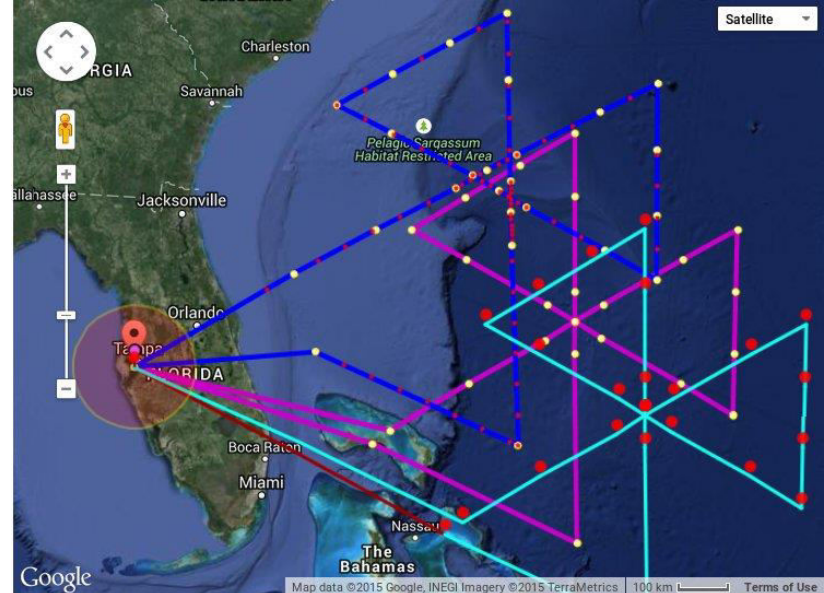 Satellite
Charleston
RGIA
ous
Savannah
Pelagic Sargassum
Habitat Restricted Area
allahassee
Jacksonville
Orlando
Tampa
FLORIDA
Boca Raton
Miami
Nassau
The
Bahamas
Google
Map data ©2015 Google, INEGI Imagery ©2015 TerraMetrics
100 km
Terms of Use